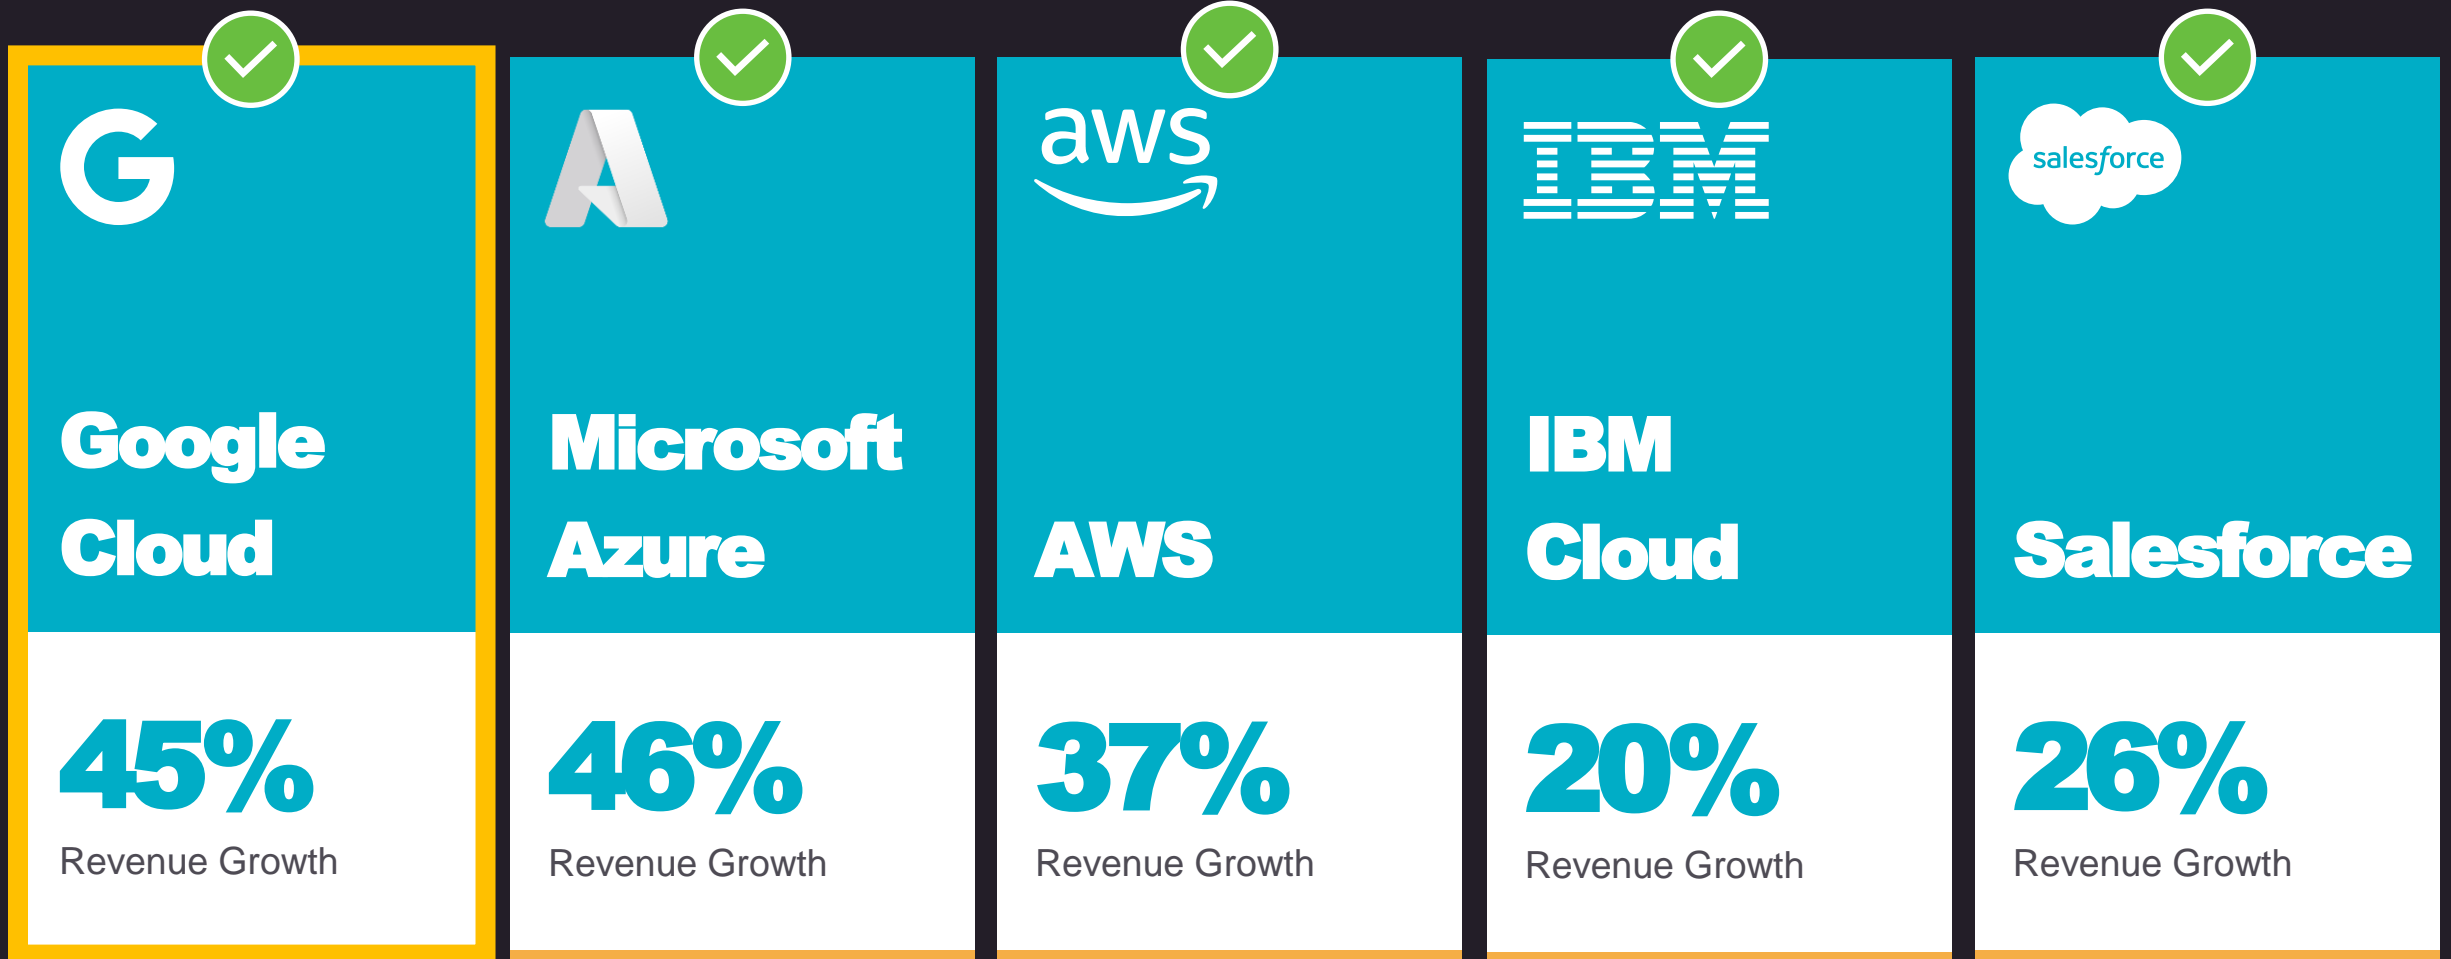 Google
Cloud
45%
Revenue Growth
Microsoft
Azure
46%
Revenue Growth
aws
AWS
37%
Revenue Growth
IBM
IBM
Cloud
20%
Revenue Growth
salesforce
Salesforce
26%
Revenue Growth